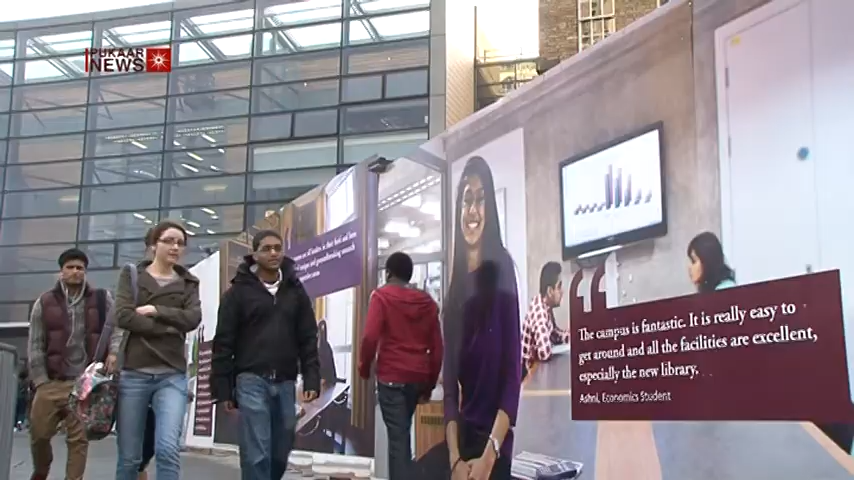 PUKAAR
NEWS
The campus is fantastic. It is really easy to
get around and all the facilities are excellent,
especially the new library.
Ashni, Economics Student